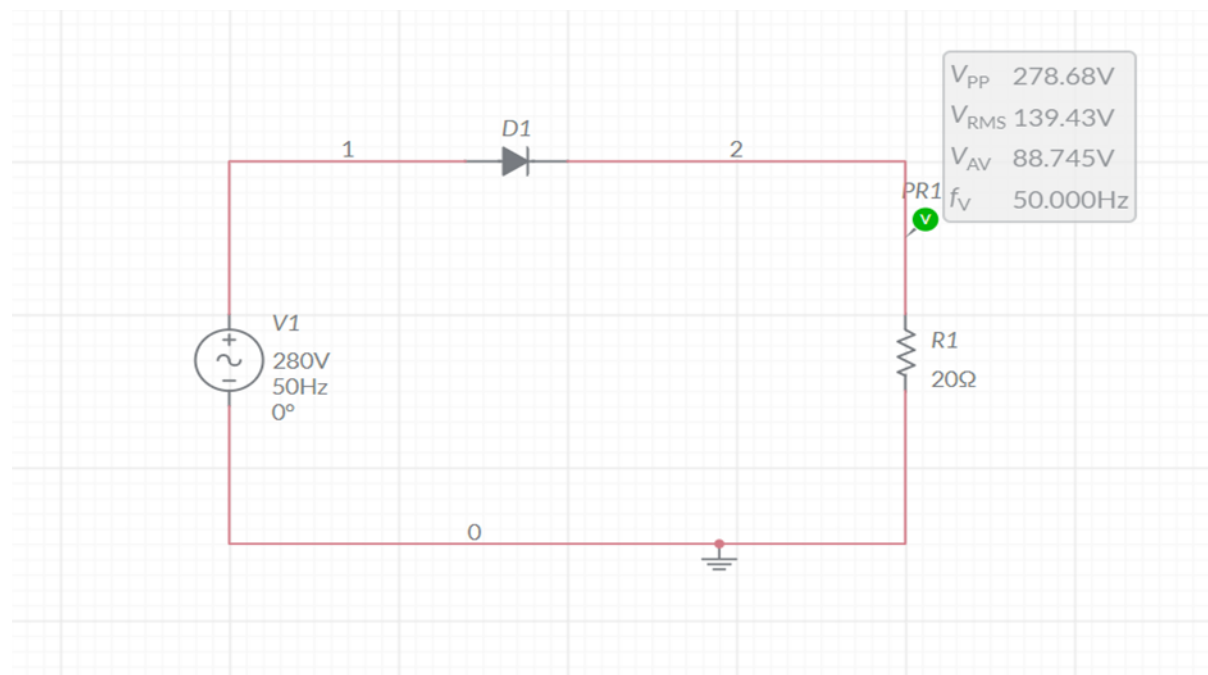 D1
1
2
V1
280V
50Hz
0°
0
PR1
V
R1
20Ω
VPP 278.68V
VRMS 139.43V
VAV 88.745V
fV 50.000Hz